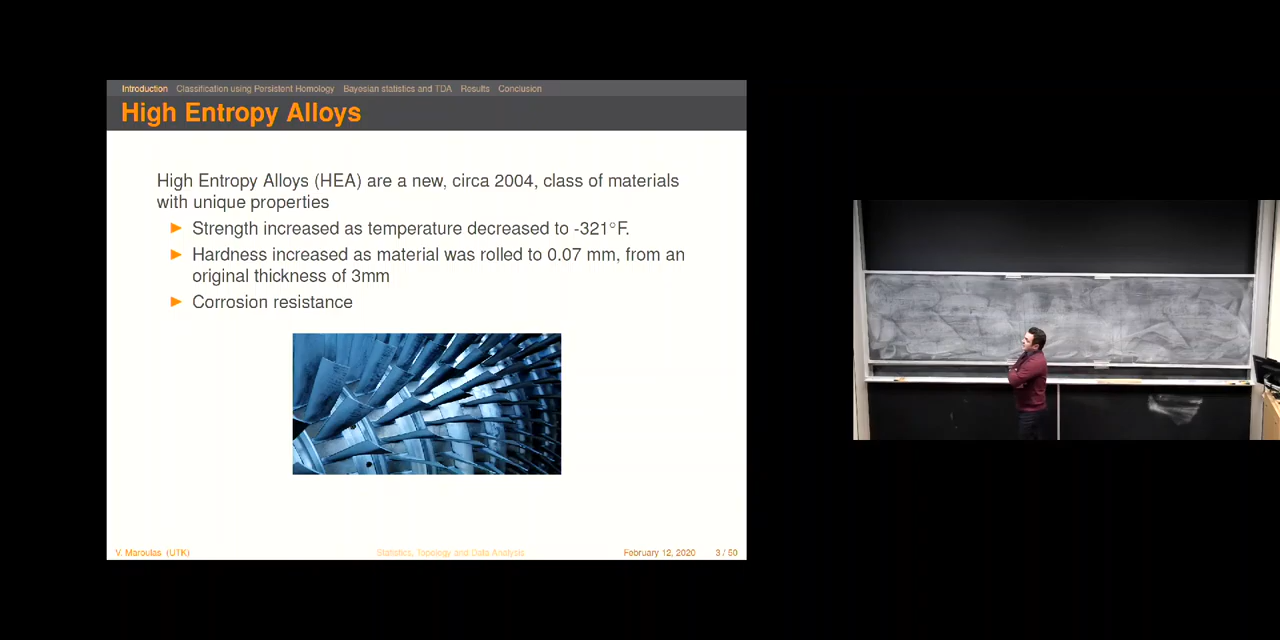 Introduction Classification using Persistent Homology Bayesian statistics and TDA Results Conclusion
High Entropy Alloys
High Entropy Alloys (HEA) are a new, circa 2004, class of materials
with unique properties
Strength increased as temperature decreased to -321°F.
Hardness increased as material was rolled to 0.07 mm, from an
original thickness of 3mm
Corrosion resistance
V. Maroulas (UTK) Statistics, Topology and Data Analysis February 12, 2020 3 / 50